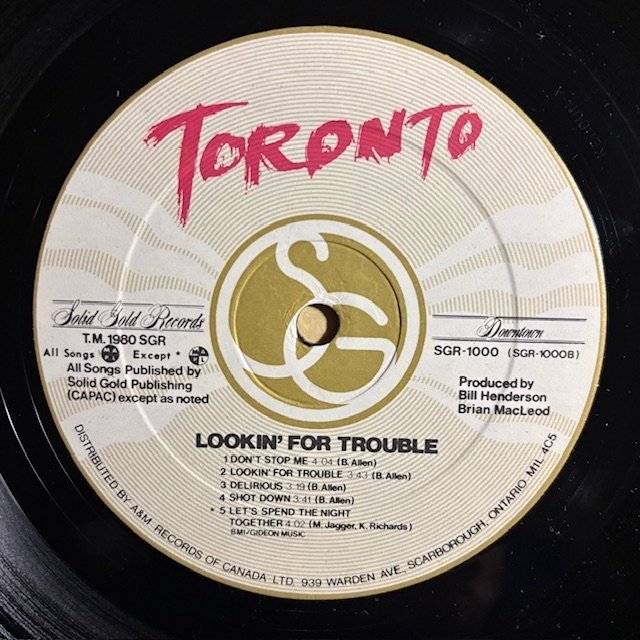 TORONTO
SG
Solid Gold Records
T.M. 1980 SGR
All Songs Except *
All Songs Published by
Solid Gold Publishing
(CAPAC) except as noted
Downtown
SGR-1000 (SGR-1000B)
Produced by
Bill Henderson
Brian MacLeod
LOOKIN' FOR TROUBLE
1 DON'T STOP ME 4:04 (B. Allen)
2 LOOKIN' FOR TROUBLE 3:43 (B. Allen)
3 DELIRIOUS 3:19 (B. Allen)
4 SHOT DOWN 3:41 (B. Allen)
* 5 LET'S SPEND THE NIGHT
TOGETHER 4:02 (M. Jagger, K. Richards)
BMI/GIDEON MUSIC
DISTRIBUTED BY A&M. RECORDS OF CANADA LTD. 939 WARDEN AVE., SCARBOROUGH, ONTARIO M1L 4C5